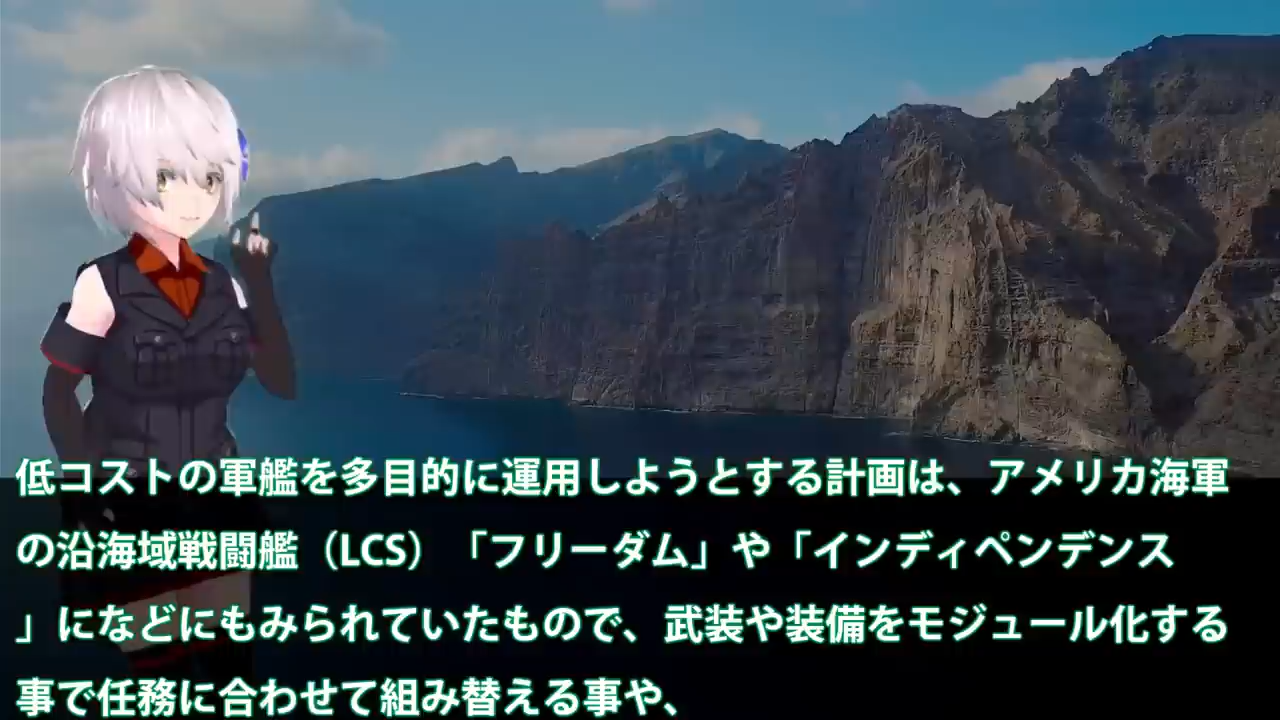 低コストの軍艦を多目的に運用しようとする計画は、アメリカ海軍
の沿海域戦闘艦（LCS）「フリーダム」や「インディペンデンス
」になどにもみられていたもので、武装や装備をモジュール化する
事で任務に合わせて組み替える事や、